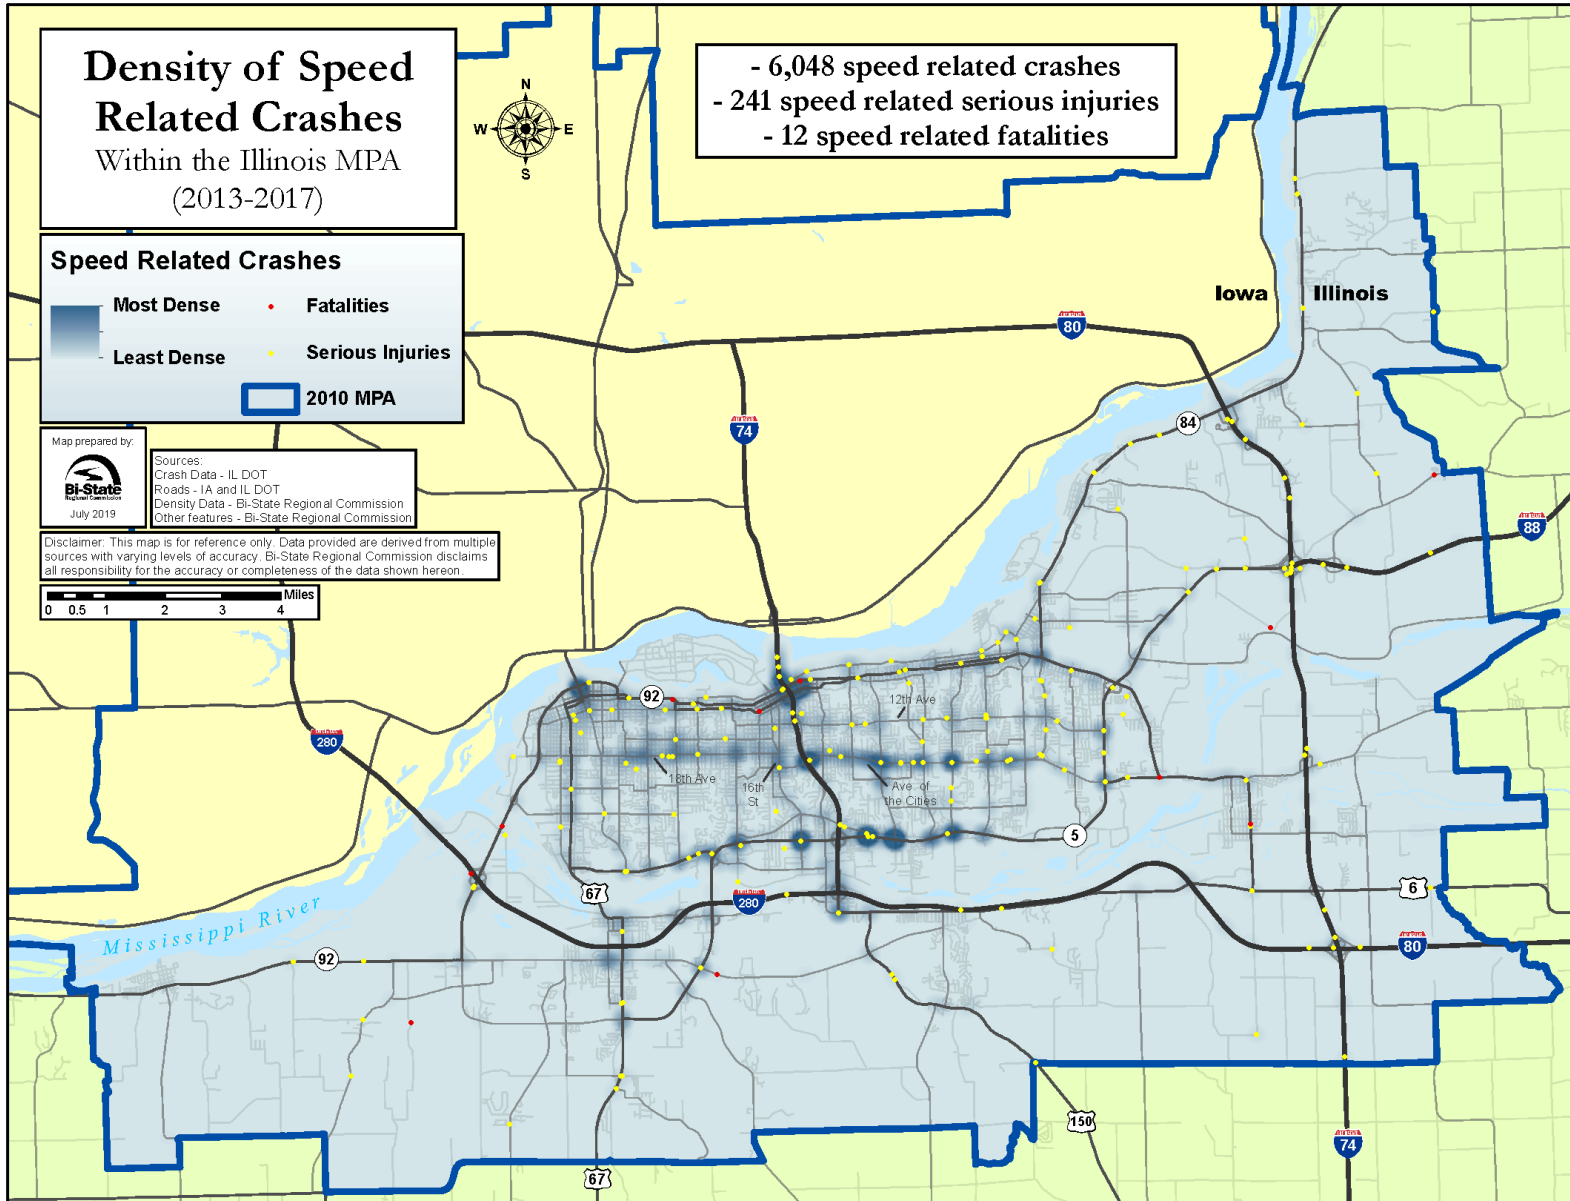 Density of Speed
Related Crashes
Within the Illinois MPA
(2013-2017)
- 6,048 speed related crashes
- 241 speed related serious injuries
- 12 speed related fatalities
N
W
E
S
Speed Related Crashes
Most Dense
Fatalities
Serious Injuries
Least Dense
2010 MPA
Map prepared by:
Bi-State
Regional Commission
July 2019
Sources:
Crash Data - IL DOT
Roads - IA and IL DOT
Density Data - Bi-State Regional Commission
Other features - Bi-State Regional Commission
Disclaimer: This map is for reference only. Data provided are derived from multiple
sources with varying levels of accuracy. Bi-State Regional Commission disclaims
all responsibility for the accuracy or completeness of the data shown hereon.
Miles
0 0.5 1 2 3 4
Iowa
Illinois
80
74
84
88
92
12th Ave
280
18th Ave
16th
St
Ave. of
the Cities
5
67
280
6
Mississippi River
92
80
150
74
67